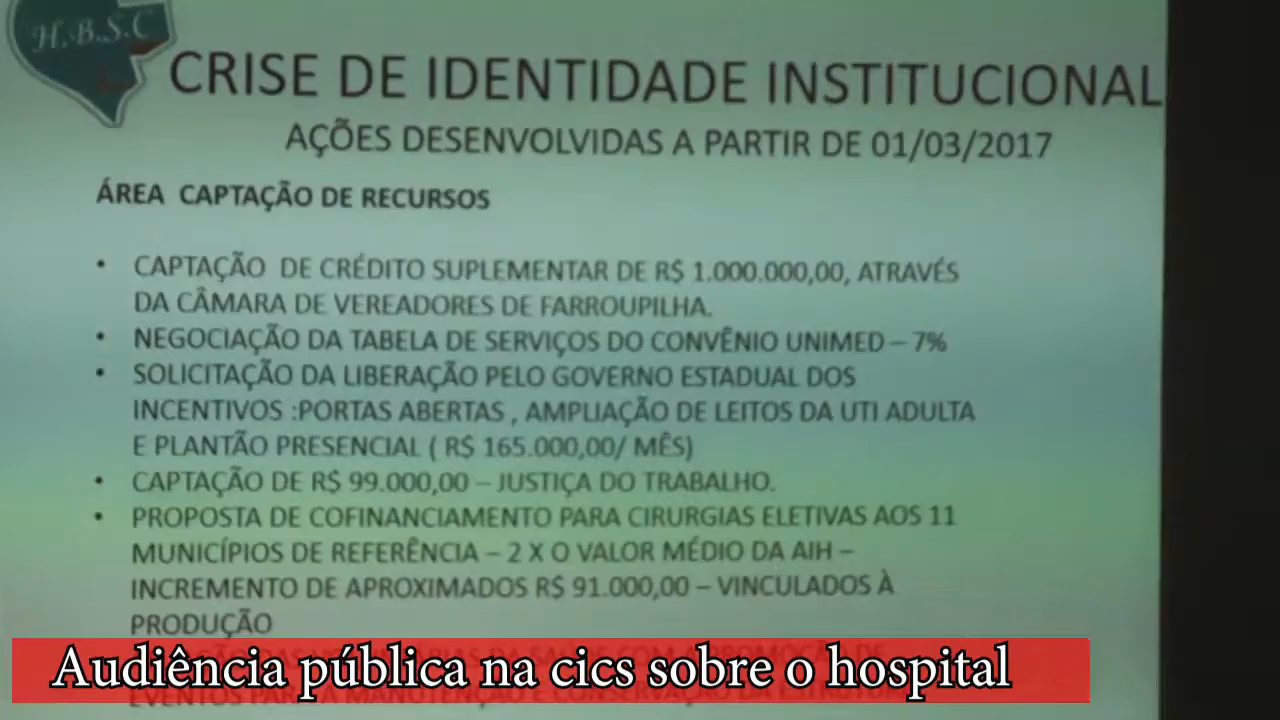 H.B.S.C
CRISE DE IDENTIDADE INSTITUCIONAL
AÇÕES DESENVOLVIDAS A PARTIR DE 01/03/2017
ÁREA CAPTAÇÃO DE RECURSOS
• CAPTAÇÃO DE CRÉDITO SUPLEMENTAR DE R$ 1.000.000,00, ATRAVÉS
DA CÂMARA DE VEREADORES DE FARROUPILHA.
• NEGOCIAÇÃO DA TABELA DE SERVIÇOS DO CONVÊNIO UNIMED – 7%
• SOLICITAÇÃO DA LIBERAÇÃO PELO GOVERNO ESTADUAL DOS
INCENTIVOS :PORTAS ABERTAS , AMPLIAÇÃO DE LEITOS DA UTI ADULTA
E PLANTÃO PRESENCIAL ( R$ 165.000,00/ MÊS)
• CAPTAÇÃO DE R$ 99.000,00 – JUSTIÇA DO TRABALHO.
• PROPOSTA DE COFINANCIAMENTO PARA CIRURGIAS ELETIVAS AOS 11
MUNICÍPIOS DE REFERÊNCIA – 2 X O VALOR MÉDIO DA AIH –
INCREMENTO DE APROXIMADOS R$ 91.000,00 – VINCULADOS À
PRODUÇÃO
Audiência pública na cics sobre o hospital